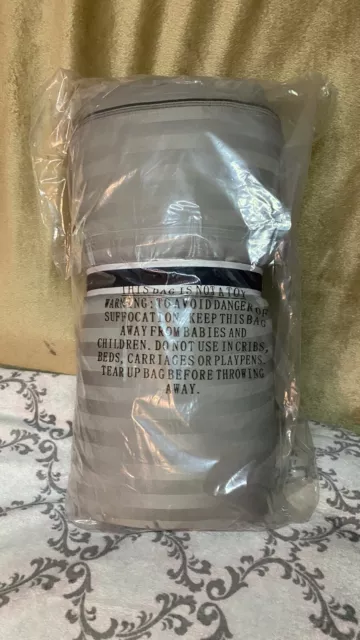 THIS BAG IS NOT A TOY
WARNING: TO AVOID DANGER OF
SUFFOCATION. KEEP THIS BAG
AWAY FROM BABIES AND
CHILDREN. DO NOT USE IN CRIBS,
BEDS, CARRIAGES OR PLAYPENS.
TEAR UP BAG BEFORE THROWING
AWAY.